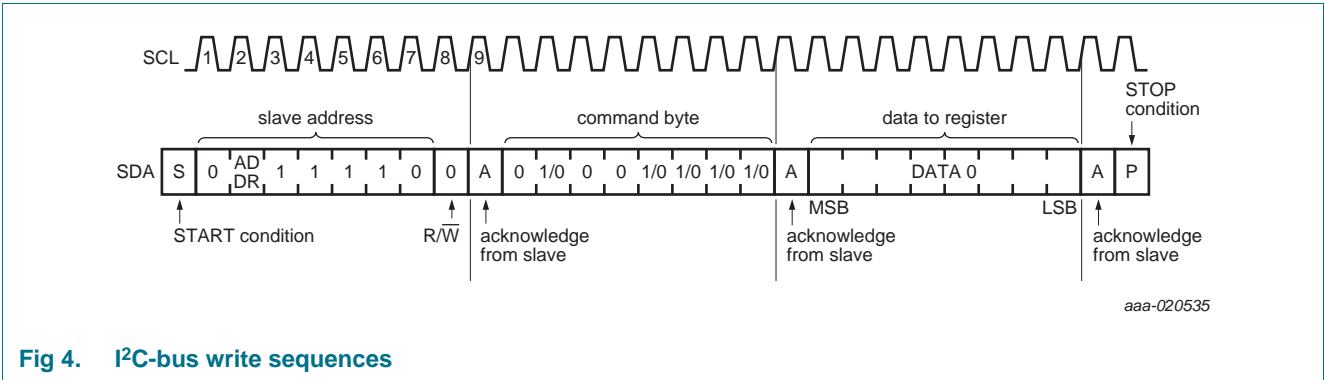 SCL 1 2 3 4 5 6 7 8 9
STOP
condition
slave address command byte data to register
SDA S 0 AD
DR 1 1 1 1 0 0 A 0 1/0 0 0 1/0 1/0 1/0 1/0 A DATA 0 A P
MSB LSB
START condition R/W̅ acknowledge
from slave acknowledge
from slave acknowledge
from slave
aaa-020535
Fig 4. I²C-bus write sequences